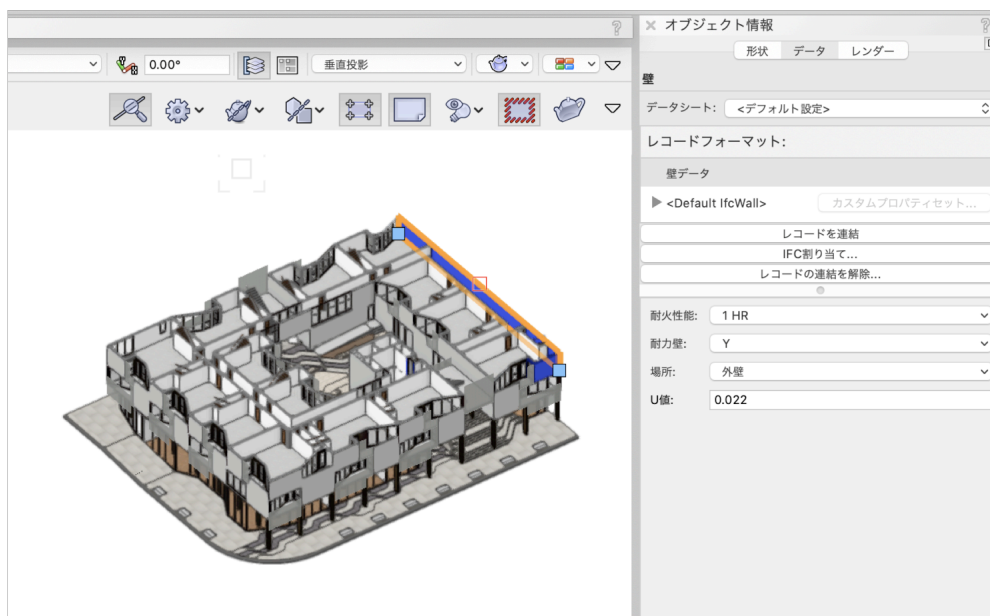 オブジェクト情報
0.00°
垂直投影
形状
データ
レンダー
壁
データシート:
<デフォルト設定>
レコードフォーマット:
壁データ
<Default IfcWall>
カスタムプロパティセット...
レコードを連結
IFC割り当て...
レコードの連結を解除...
耐火性能:
1 HR
耐力壁:
Y
場所:
外壁
U値:
0.022